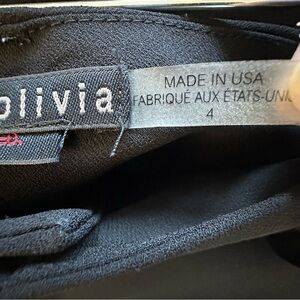 olivia
MADE IN USA
FABRIQUÉ AUX ÉTATS-UNI
4